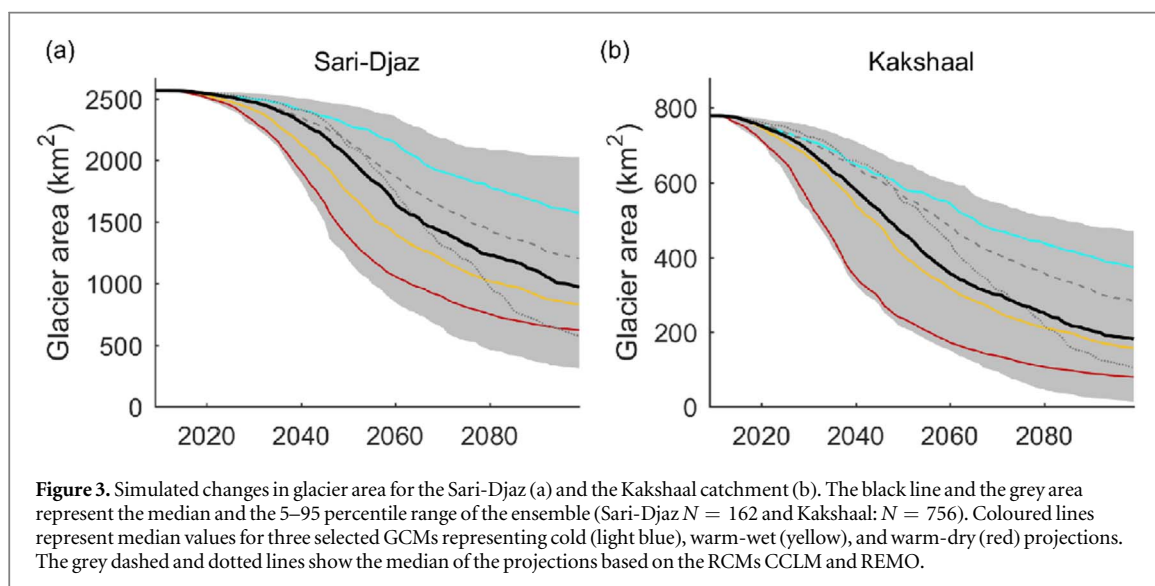 (a)
Sari-Djaz
Glacier area (km²)
2500
2000
1500
1000
500
0
2020 2040 2060 2080
(b)
Kakshaal
Glacier area (km²)
800
600
400
200
0
2020 2040 2060 2080
Figure 3. Simulated changes in glacier area for the Sari-Djaz (a) and the Kakshaal catchment (b). The black line and the grey area
represent the median and the 5–95 percentile range of the ensemble (Sari-Djaz N = 162 and Kakshaal: N = 756). Coloured lines
represent median values for three selected GCMs representing cold (light blue), warm-wet (yellow), and warm-dry (red) projections.
The grey dashed and dotted lines show the median of the projections based on the RCMs CCLM and REMO.